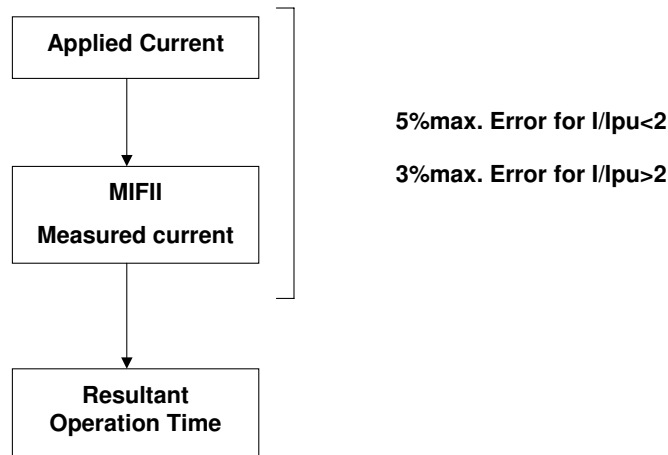 Applied Current
5%max. Error for I/Ipu<2
3%max. Error for I/Ipu>2
MIFII
Measured current
Resultant
Operation Time